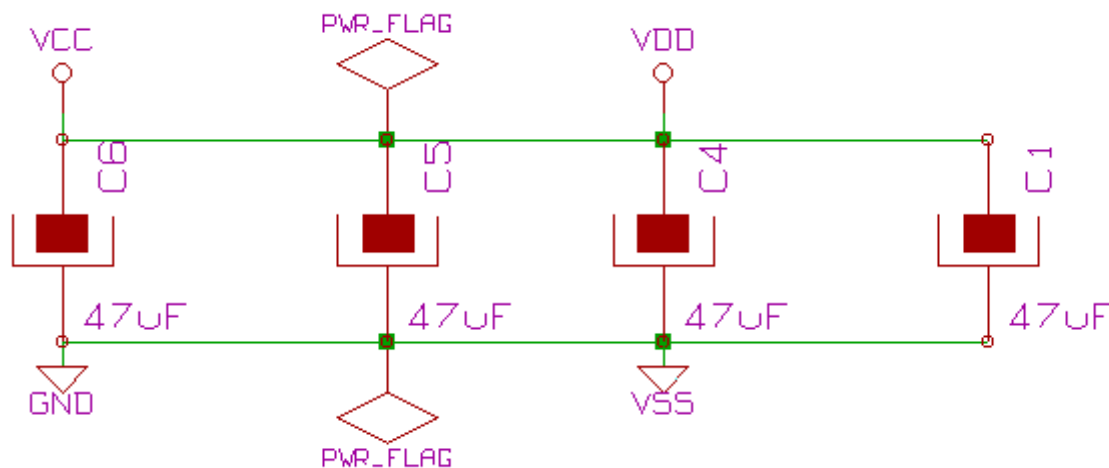 PWR_FLAG
VCC
VDD
C6
C5
C4
C1
47uF
47uF
47uF
47uF
GND
VSS
PWR_FLAG